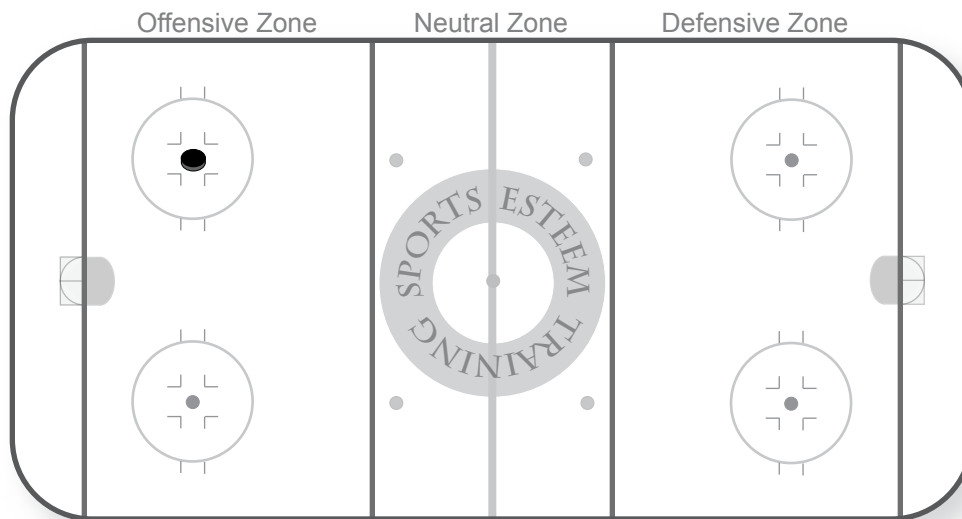 Offensive Zone
Neutral Zone
Defensive Zone
SPORTS ESTEEM
TRAINING